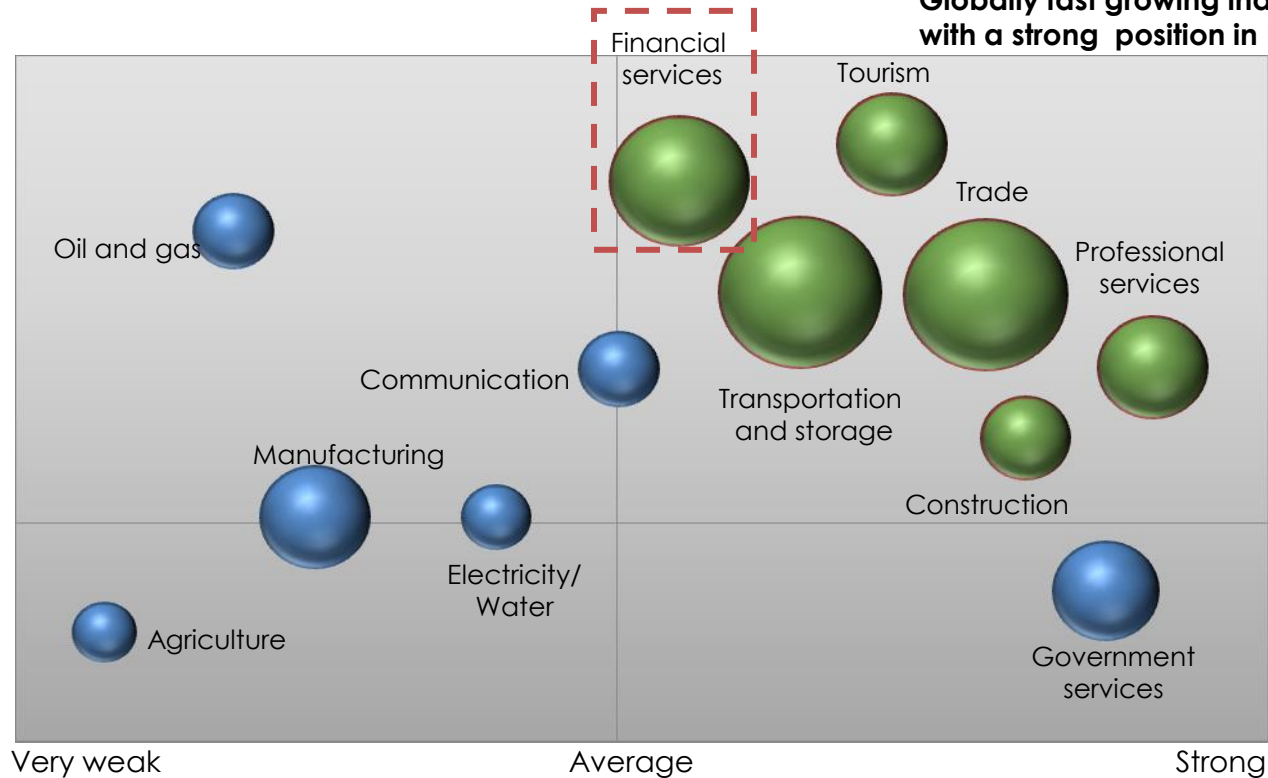 Globally fast growing
with a strong position in
Financial
services
Tourism
Trade
Oil and gas
Professional
services
Communication
Transportation
and storage
Manufacturing
Construction
Electricity/
Water
Agriculture
Government
services
Very weak
Average
Strong